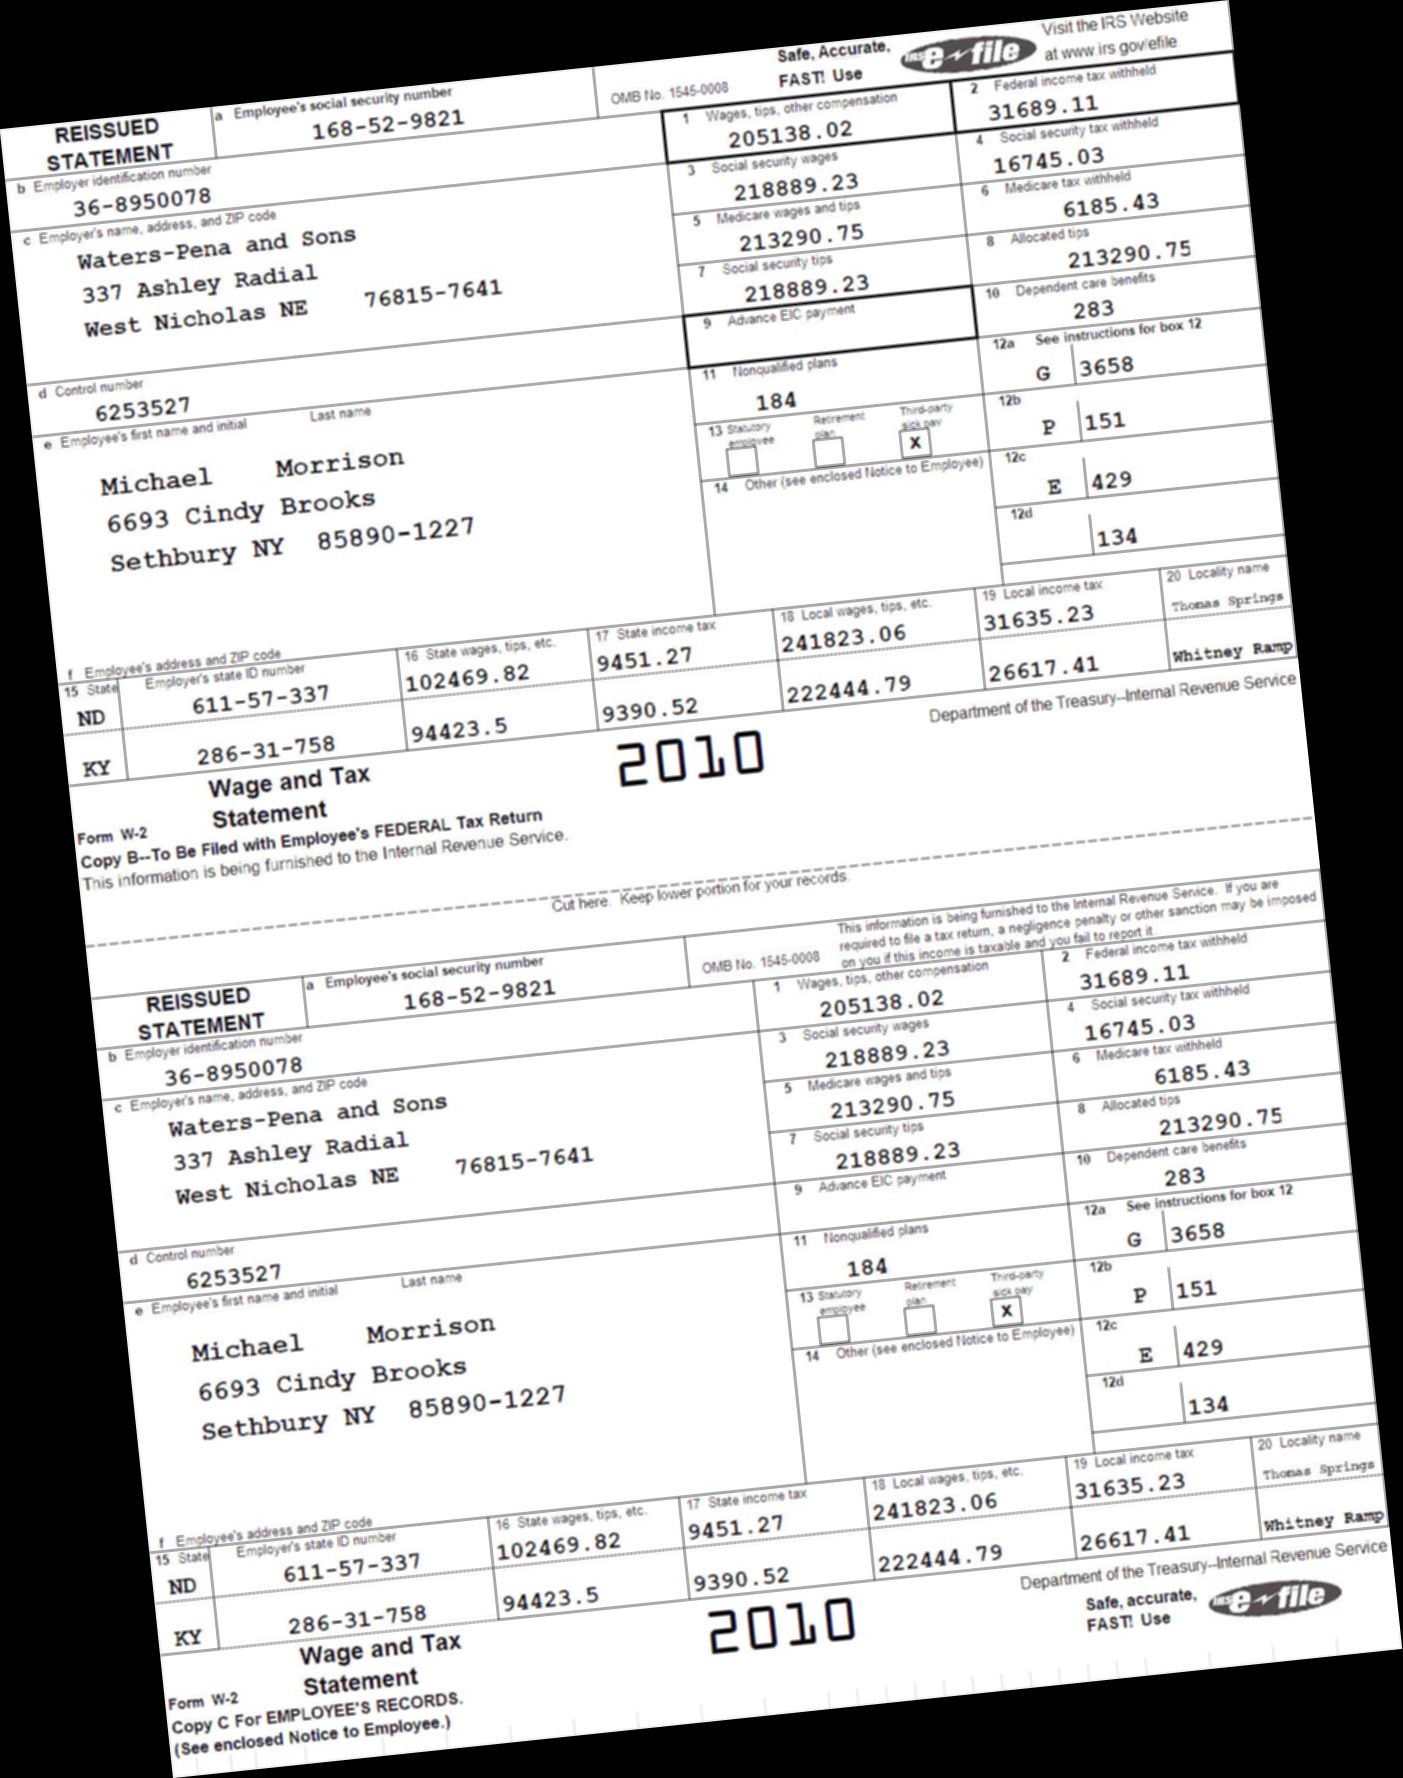 Safe, Accurate,
FAST! Use
IRS e-file
Visit the IRS Website
at www irs gov/efile
REISSUED
STATEMENT
a Employee's social security number
168-52-9821
OMB No. 1545-0008
1 Wages, tips, other compensation
205138.02
2 Federal income tax withheld
31689.11
b Employer identification number
36-8950078
3 Social security wages
218889.23
4 Social security tax withheld
16745.03
c Employer's name, address, and ZIP code
Waters-Pena and Sons
337 Ashley Radial
West Nicholas NE 76815-7641
5 Medicare wages and tips
213290.75
6 Medicare tax withheld
6185.43
7 Social security tips
218889.23
8 Allocated tips
213290.75
9 Advance EIC payment
10 Dependent care benefits
283
d Control number
6253527
11 Nonqualified plans
184
12a See instructions for box 12
G 3658
e Employee's first name and initial Last name
Michael Morrison
6693 Cindy Brooks
Sethbury NY 85890-1227
13 Statutory employee
Retirement plan
Third-party sick pay
X
12b
P 151
14 Other (see enclosed Notice to Employee)
12c
E 429
12d
134
f Employee's address and ZIP code
15 State Employer's state ID number
16 State wages, tips, etc.
17 State income tax
18 Local wages, tips, etc.
19 Local income tax
20 Locality name
ND 611-57-337 102469.82 9451.27 241823.06 31635.23 Thomas Springs
KY 286-31-758 94423.5 9390.52 222444.79 26617.41 Whitney Ramp
Wage and Tax
Statement
Form W-2
2010
Department of the Treasury--Internal Revenue Service
Copy B--To Be Filed with Employee's FEDERAL Tax Return
This information is being furnished to the Internal Revenue Service.
Cut here. Keep lower portion for your records.
REISSUED
STATEMENT
a Employee's social security number
168-52-9821
OMB No. 1545-0008
This information is being furnished to the Internal Revenue Service. If you are
required to file a tax return, a negligence penalty or other sanction may be imposed
on you if this income is taxable and you fail to report it
1 Wages, tips, other compensation
205138.02
2 Federal income tax withheld
31689.11
b Employer identification number
36-8950078
3 Social security wages
218889.23
4 Social security tax withheld
16745.03
c Employer's name, address, and ZIP code
Waters-Pena and Sons
337 Ashley Radial
West Nicholas NE 76815-7641
5 Medicare wages and tips
213290.75
6 Medicare tax withheld
6185.43
7 Social security tips
218889.23
8 Allocated tips
213290.75
9 Advance EIC payment
10 Dependent care benefits
283
d Control number
6253527
11 Nonqualified plans
184
12a See instructions for box 12
G 3658
e Employee's first name and initial Last name
Michael Morrison
6693 Cindy Brooks
Sethbury NY 85890-1227
13 Statutory employee
Retirement plan
Third-party sick pay
X
12b
P 151
14 Other (see enclosed Notice to Employee)
12c
E 429
12d
134
f Employee's address and ZIP code
15 State Employer's state ID number
16 State wages, tips, etc.
17 State income tax
18 Local wages, tips, etc.
19 Local income tax
20 Locality name
ND 611-57-337 102469.82 9451.27 241823.06 31635.23 Thomas Springs
KY 286-31-758 94423.5 9390.52 222444.79 26617.41 Whitney Ramp
Wage and Tax
Statement
Form W-2
2010
Department of the Treasury--Internal Revenue Service
Safe, accurate,
FAST! Use
IRS e-file
Copy C For EMPLOYEE'S RECORDS.
(See enclosed Notice to Employee.)